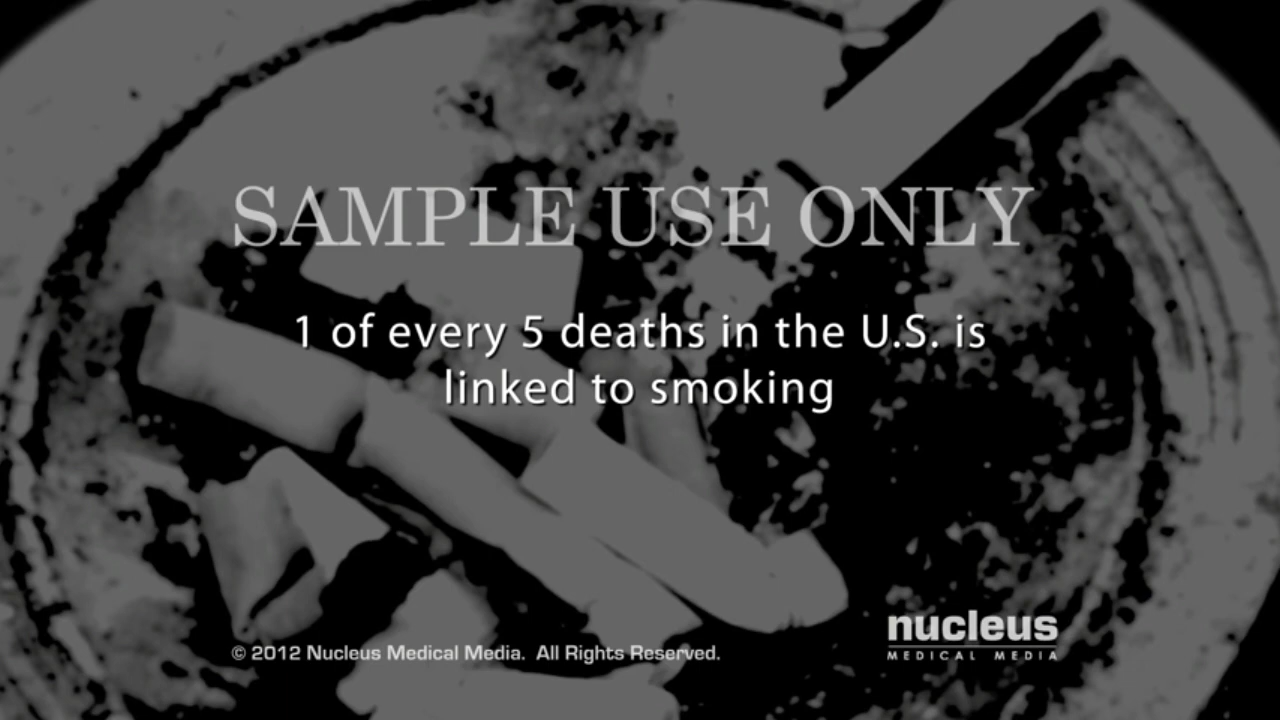 SAMPLE USE ONLY
1 of every 5 deaths in the U.S. is
linked to smoking
© 2012 Nucleus Medical Media. All Rights Reserved.
nucleus
MEDICAL MEDIA